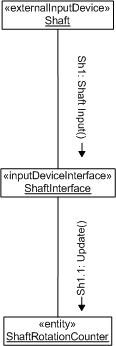 «externalInputDevice»
Shaft
Sh1: Shaft Input()
«inputDeviceInterface»
ShaftInterface
Sh1.1: Update()
«entity»
ShaftRotationCounter